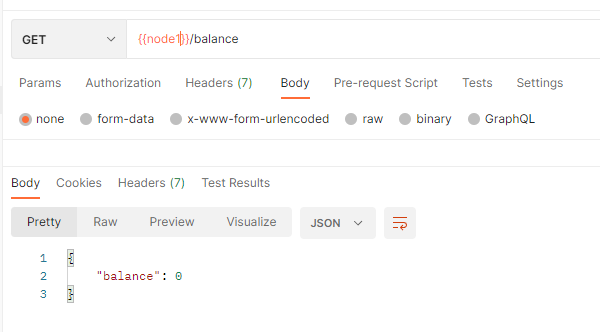 GET {{node1}}/balance
Params Authorization Headers (7) Body Pre-request Script Tests Settings
none form-data x-www-form-urlencoded raw binary GraphQL
Body Cookies Headers (7) Test Results
Pretty Raw Preview Visualize JSON
1 {
2 "balance": 0
3 }